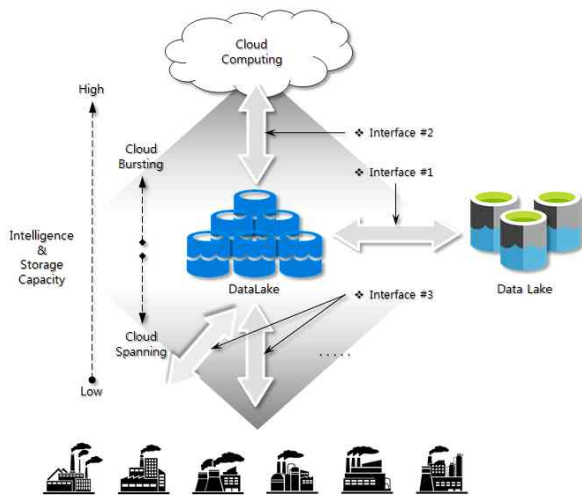 Cloud
Computing
High
❖ Interface #2
Cloud
Bursting
❖ Interface #1
Intelligence
&
Storage
Capacity
DataLake
Data Lake
❖ Interface #3
Cloud
Spanning
.....
Low